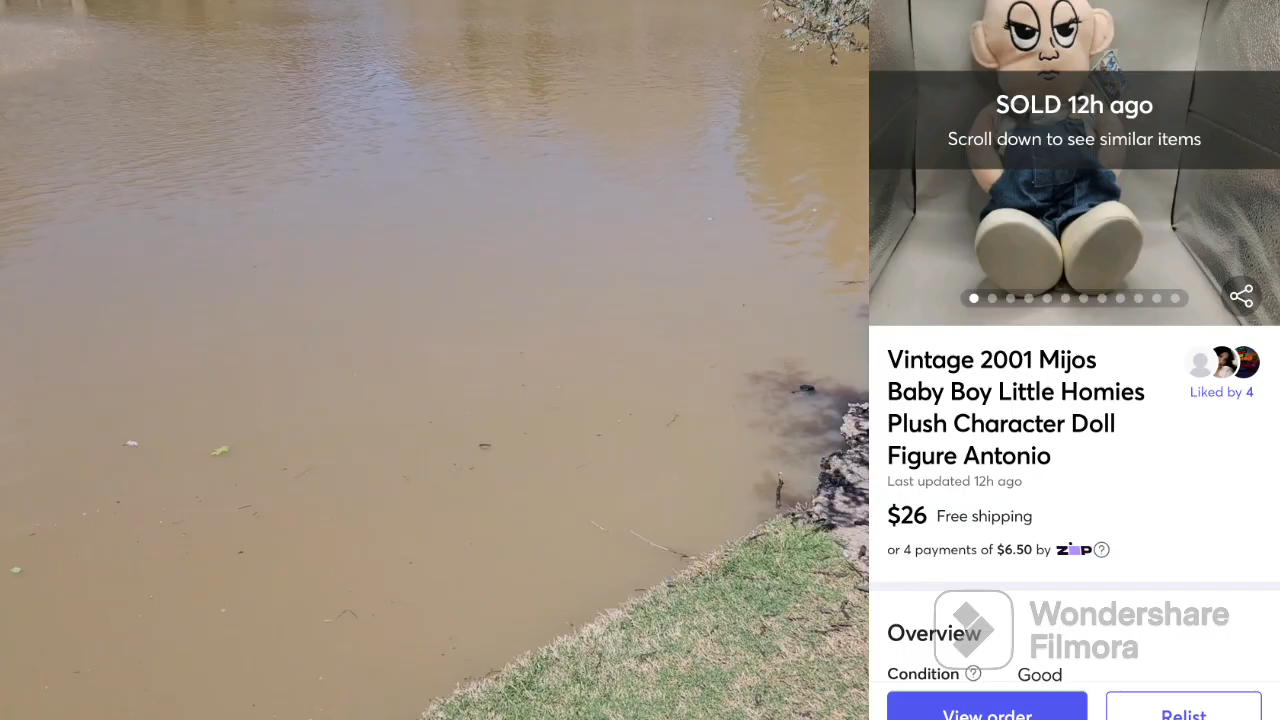 SOLD 12h ago
Scroll down to see similar items
Vintage 2001 Mijos
Baby Boy Little Homies
Plush Character Doll
Figure Antonio
Liked by 4
Last updated 12h ago
$26 Free shipping
or 4 payments of $6.50 by ZIP ?
Wondershare
Filmora
Overview
Condition ? Good
View order
Relist